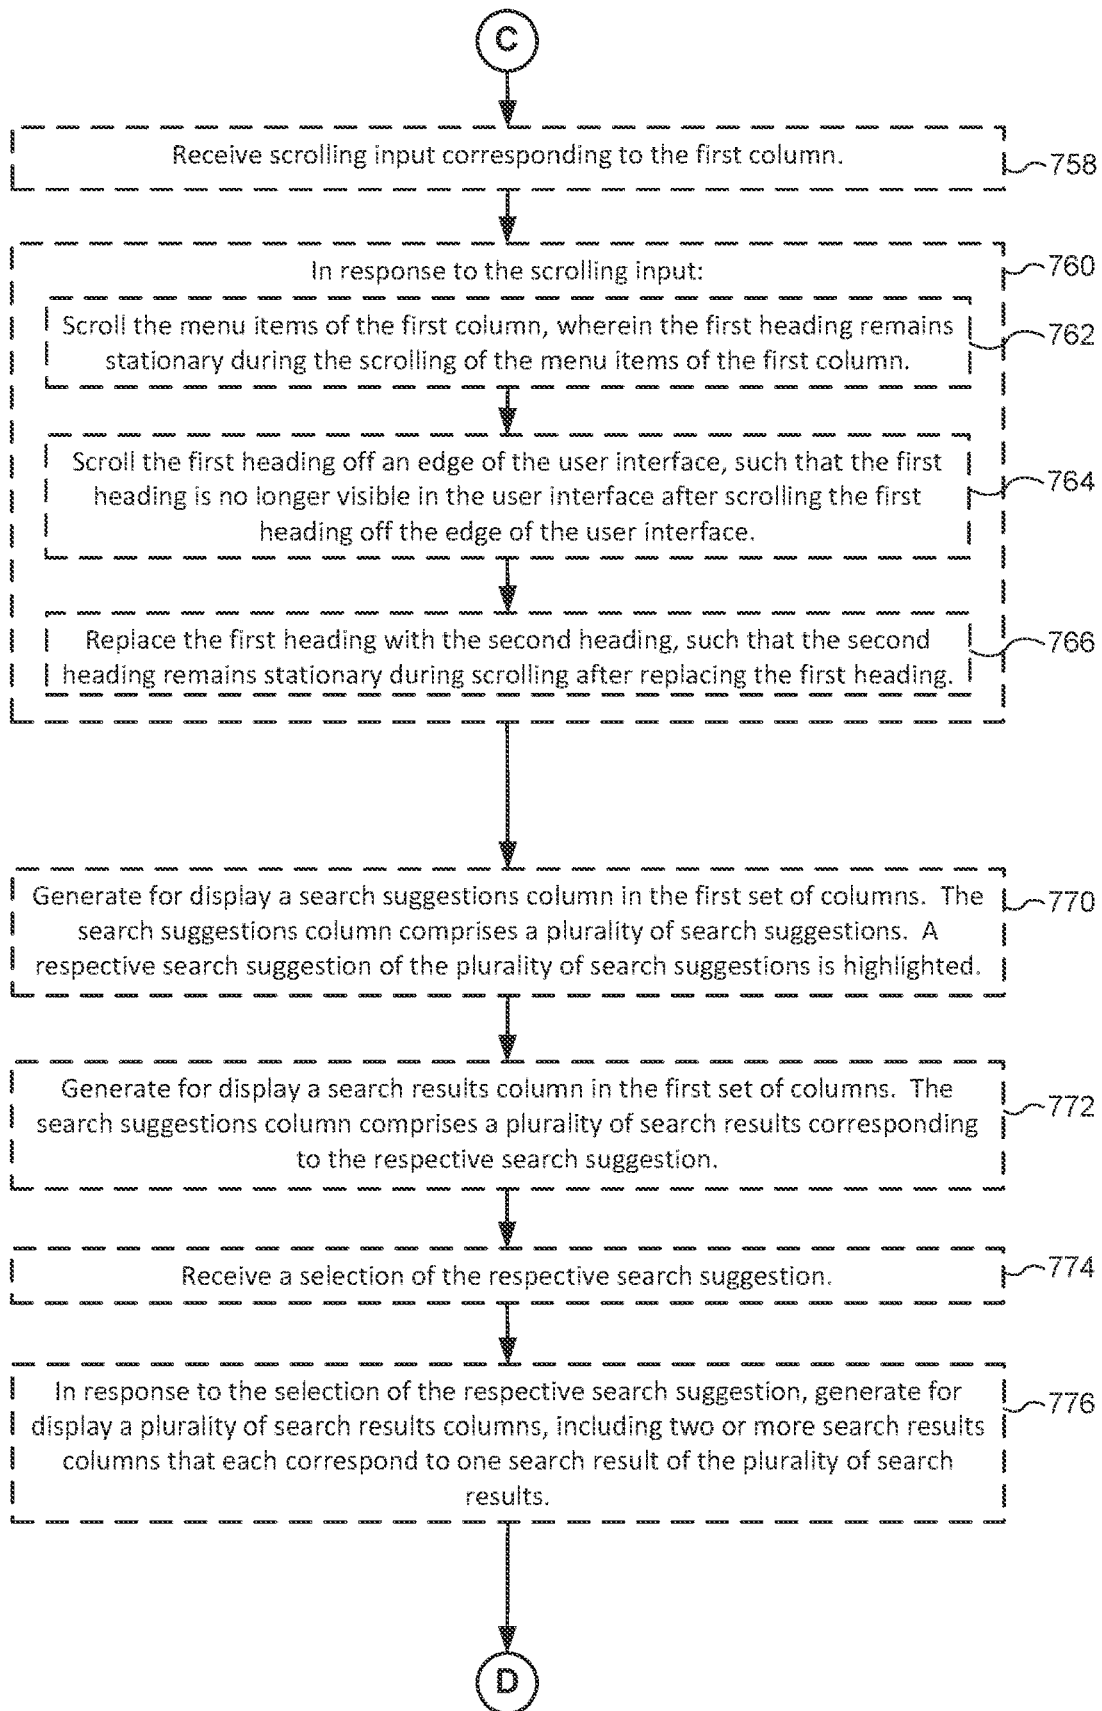 C
Receive scrolling input corresponding to the first column.
758
In response to the scrolling input:
760
Scroll the menu items of the first column, wherein the first heading remains
stationary during the scrolling of the menu items of the first column.
762
Scroll the first heading off an edge of the user interface, such that the first
heading is no longer visible in the user interface after scrolling the first
heading off the edge of the user interface.
764
Replace the first heading with the second heading, such that the second
heading remains stationary during scrolling after replacing the first heading.
766
Generate for display a search suggestions column in the first set of columns. The
search suggestions column comprises a plurality of search suggestions. A
respective search suggestion of the plurality of search suggestions is highlighted.
770
Generate for display a search results column in the first set of columns. The
search suggestions column comprises a plurality of search results corresponding
to the respective search suggestion.
772
Receive a selection of the respective search suggestion.
774
In response to the selection of the respective search suggestion, generate for
display a plurality of search results columns, including two or more search results
columns that each correspond to one search result of the plurality of search
results.
776
D